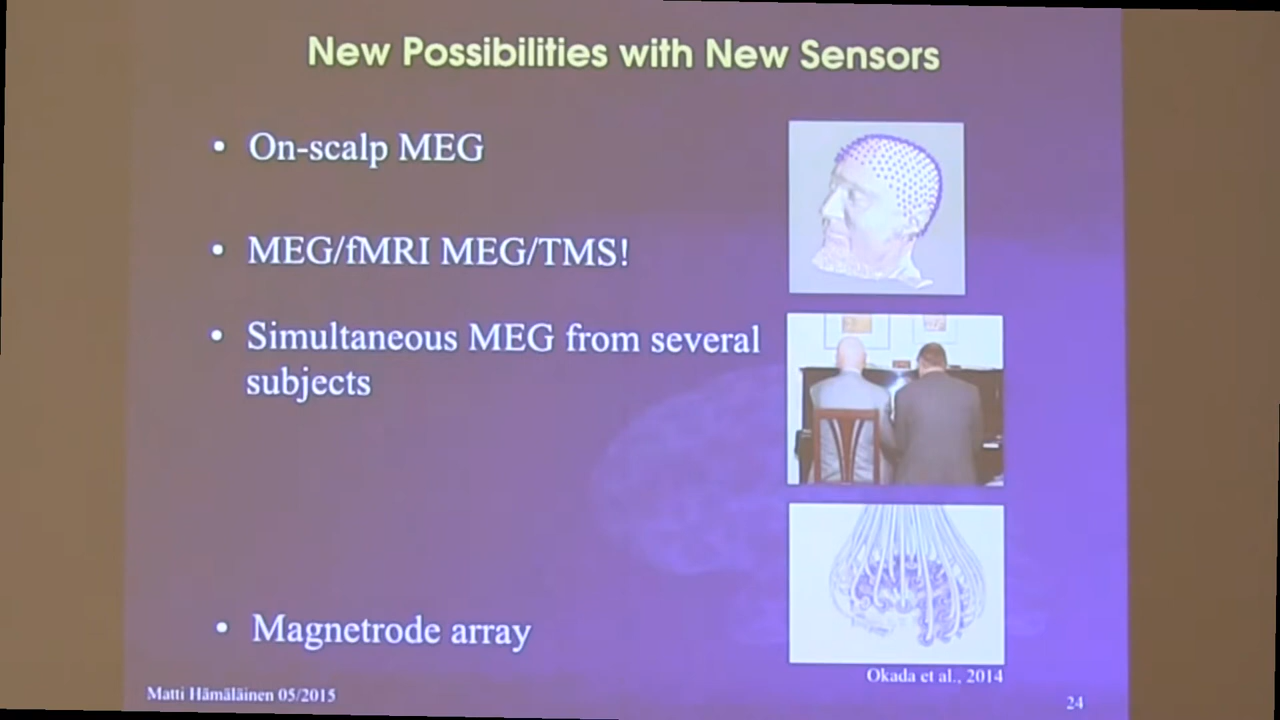 New Possibilities with New Sensors
• On-scalp MEG
• MEG/fMRI MEG/TMS!
• Simultaneous MEG from several
subjects
• Magnetrode array
Okada et al., 2014
Matti Hämäläinen 05/2015
24